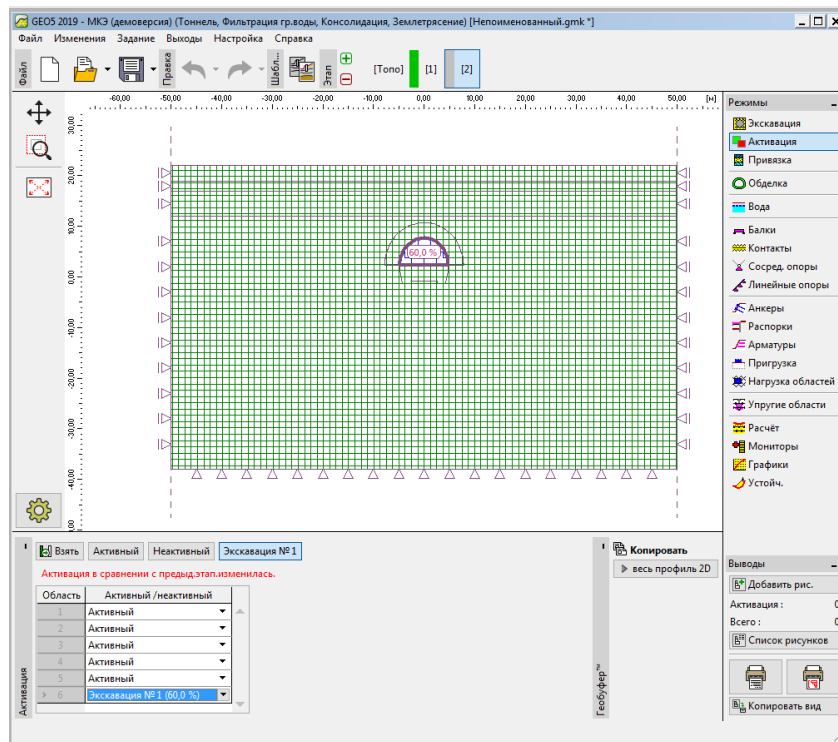 GEO5 2019 - МКЭ (демоверсия) (Тоннель, Фильтрация гр.воды, Консолидация, Землетрясение) [Непоименованный.gmk *]
Файл Изменения Задание Выходы Настройка Справка
Файл
Правка
Шабл...
Этап
[Топо] [1] [2]
-60,00 -50,00 -40,00 -30,00 -20,00 -10,00 0,00 10,00 20,00 30,00 40,00 50,00 [м]
30,00
20,00
10,00
0,00
-10,00
-20,00
-30,00
-40,00
60,0 %
Режимы
Экскавация
Активация
Привязка
Обделка
Вода
Балки
Контакты
Сосред. опоры
Линейные опоры
Анкеры
Распорки
Арматуры
Пригрузка
Нагрузка областей
Упругие области
Расчёт
Мониторы
Графики
Устойч.
Активация
Взять Активный Неактивный Экскавация № 1
Активация в сравнении с предыд.этап.изменилась.
Область Активный /неактивный
1 Активный
2 Активный
3 Активный
4 Активный
5 Активный
> 6 Экскавация № 1 (60,0 %)
Геобуфер™
Копировать
весь профиль 2D
Выводы
Добавить рис.
Активация : 0
Всего : 0
Список рисунков
Копировать вид